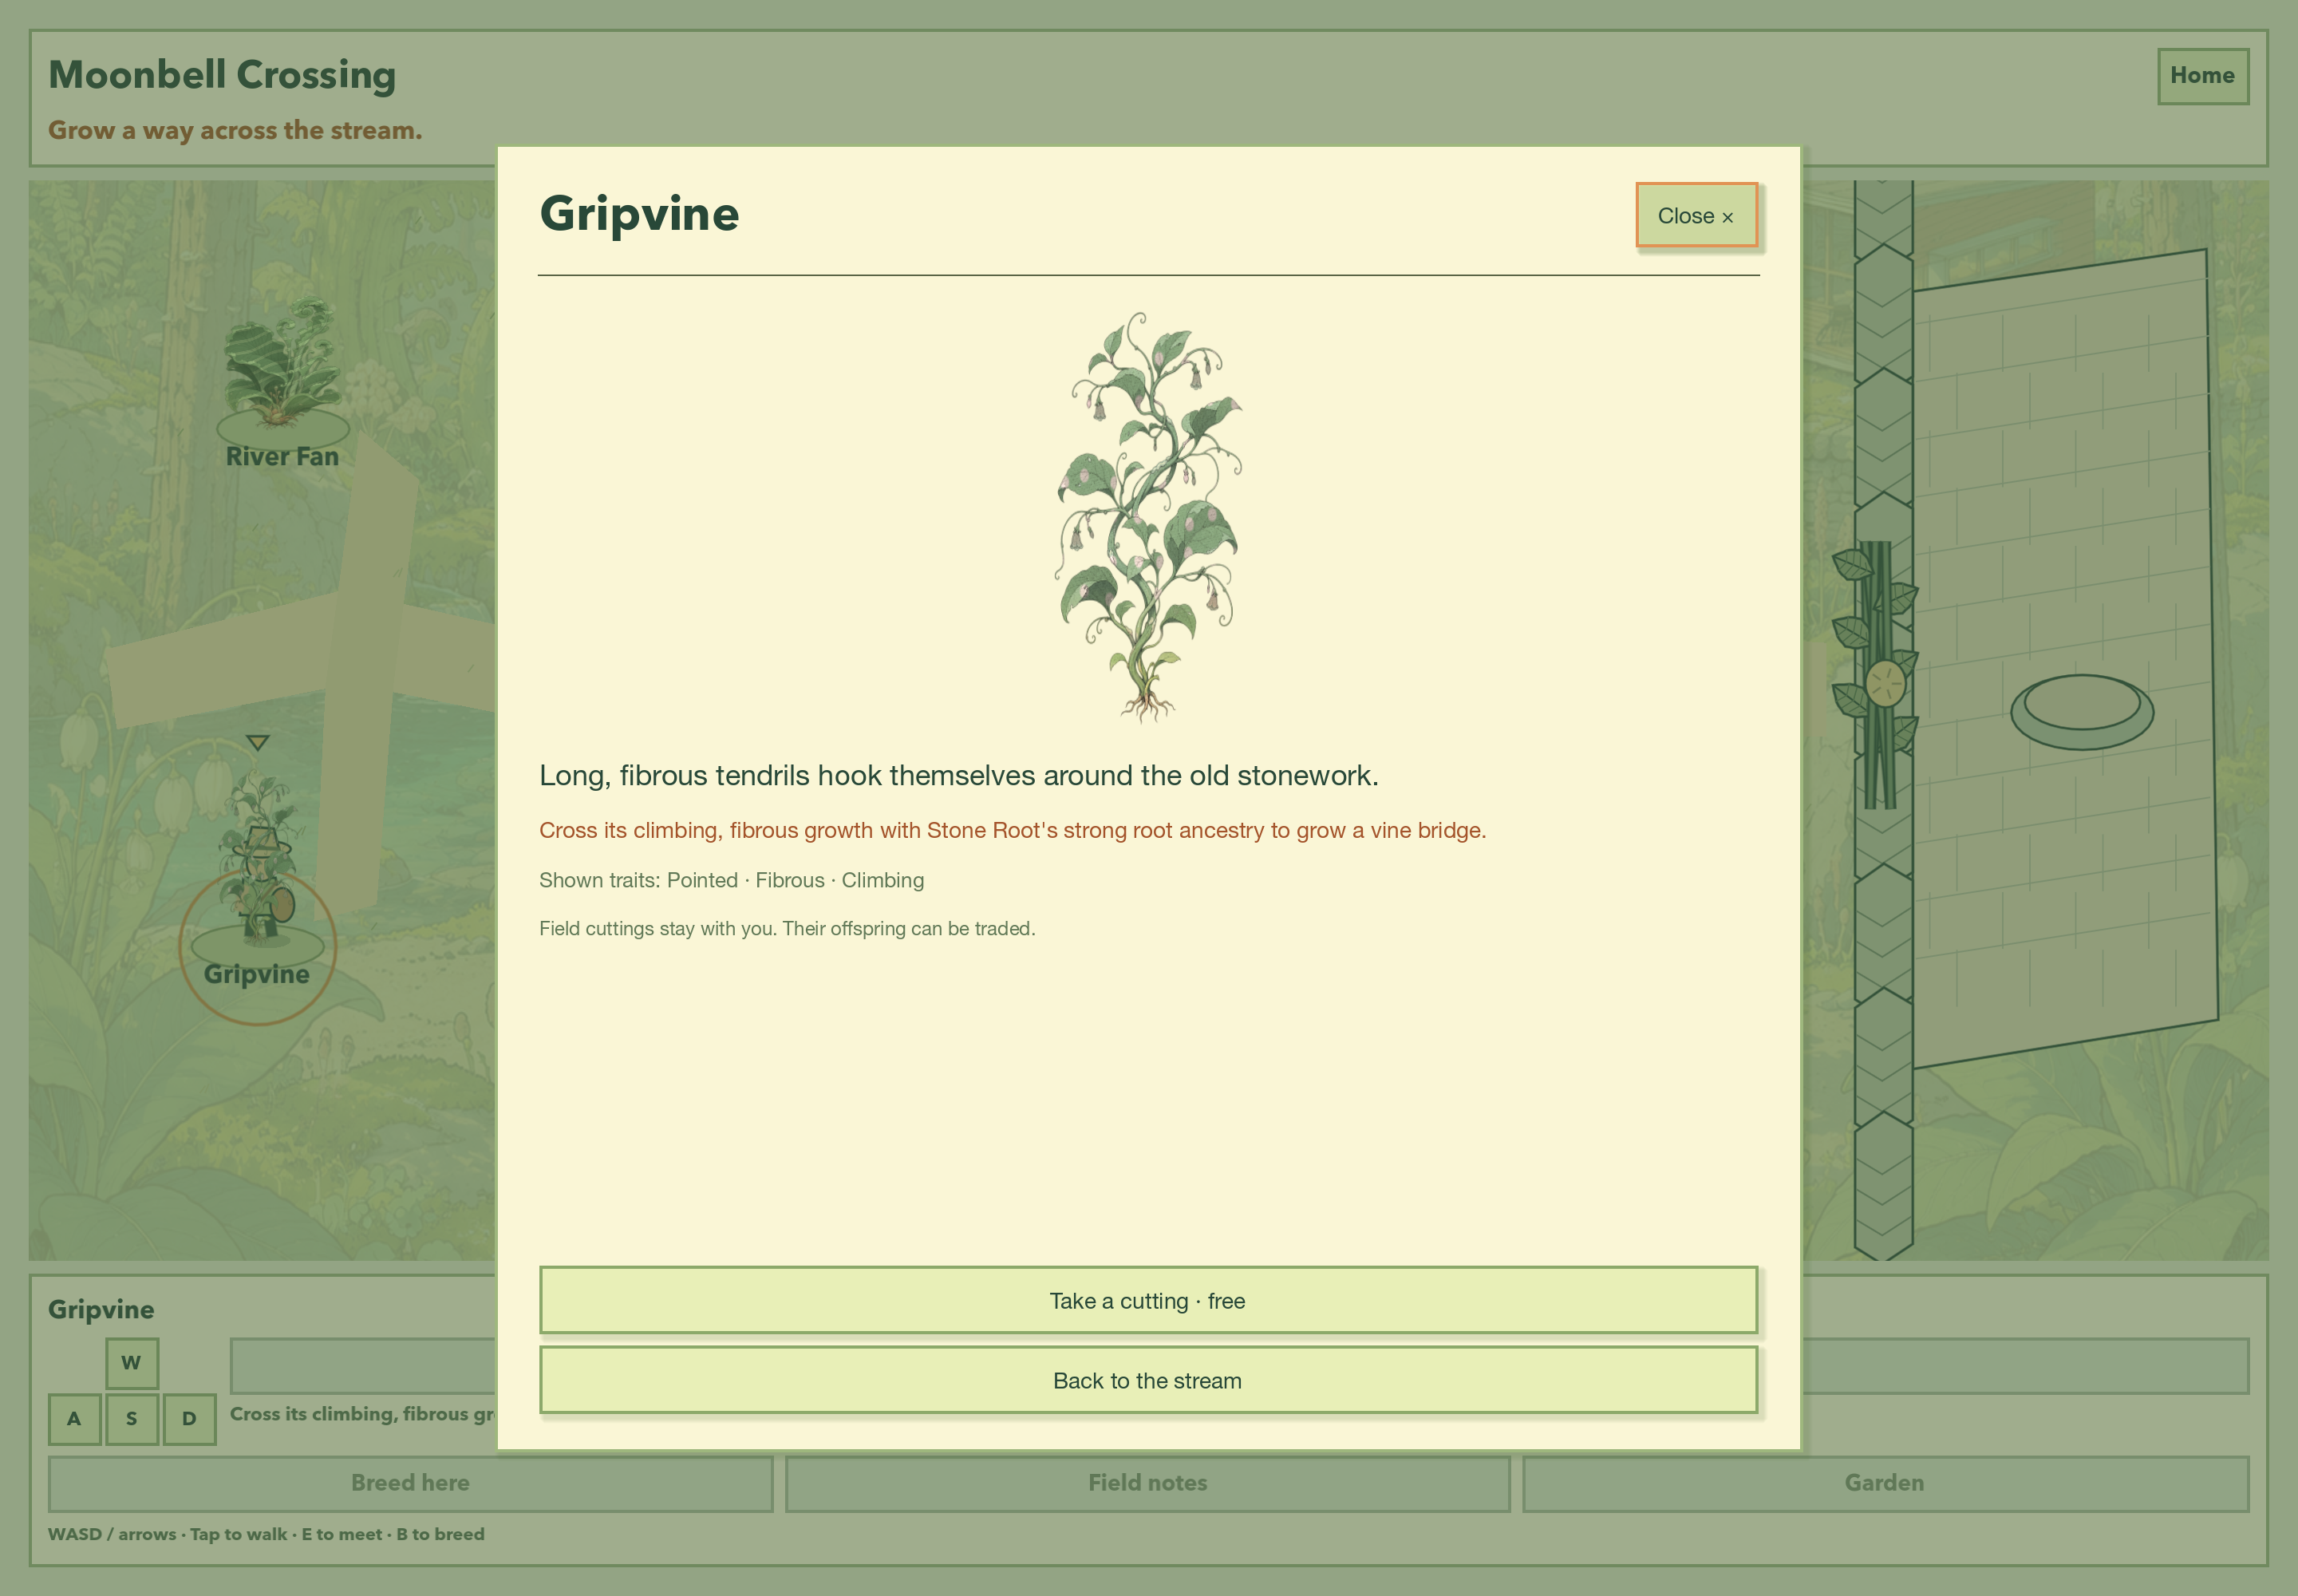 Moonbell Crossing
Home
Grow a way across the stream.
Gripvine
Close ×
River Fan
Long, fibrous tendrils hook themselves around the old stonework.
Cross its climbing, fibrous growth with Stone Root's strong root ancestry to grow a vine bridge.
Shown traits: Pointed · Fibrous · Climbing
Field cuttings stay with you. Their offspring can be traded.
Gripvine
Take a cutting · free
Back to the stream
Gripvine
W
A S D
Cross its climbing, fibrous
Breed here
Field notes
Garden
WASD / arrows · Tap to walk · E to meet · B to breed